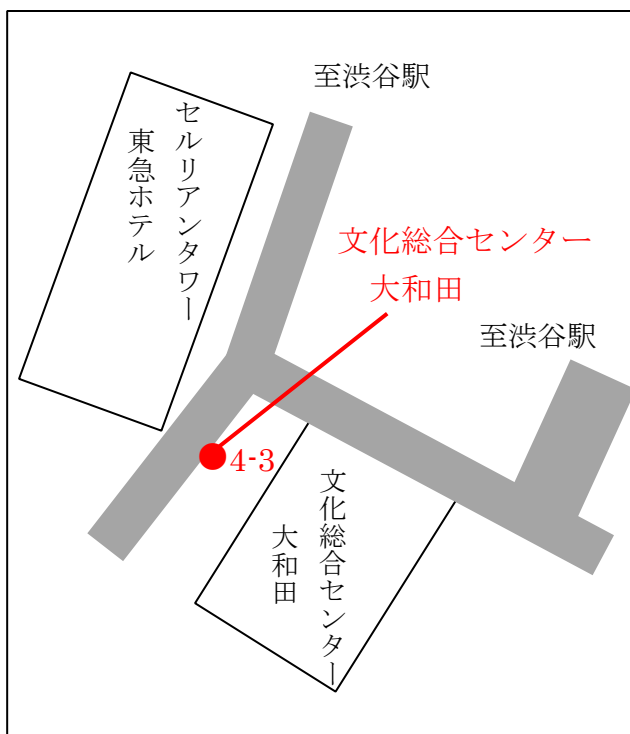 至渋谷駅
セルリアンタワー
東急ホテル
文化総合センター
大和田
至渋谷駅
4-3
文化総合センター
大和田